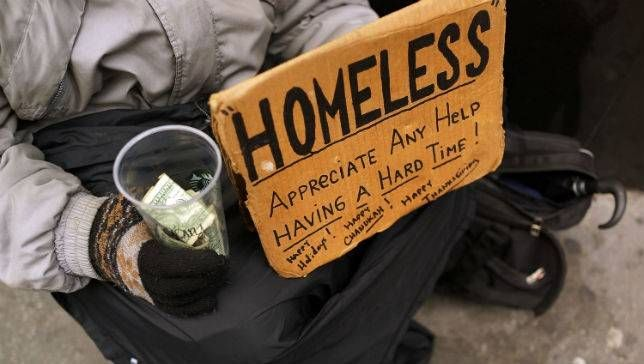 "HOMELESS"
APPRECIATE ANY HELP
HAVING A HARD TIME!
HAPPY Holiday! HAPPY CHANUKAH! HAPPY THANKSGIVING